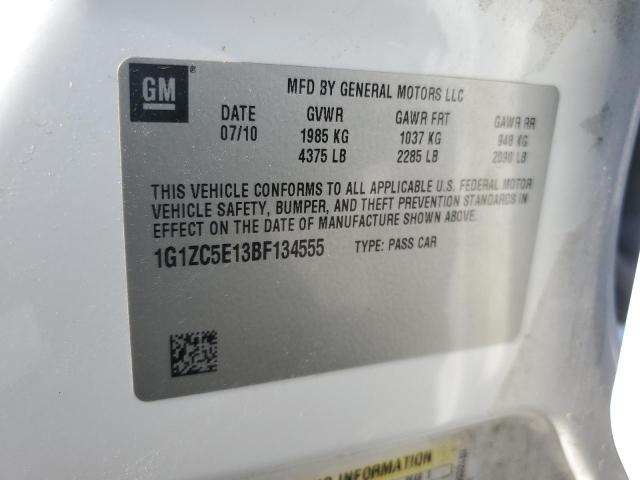 GM
MFD BY GENERAL MOTORS LLC
DATE GVWR GAWR FRT GAWR RR
07/10 1985 KG 1037 KG 948 KG
4375 LB 2285 LB 2090 LB
THIS VEHICLE CONFORMS TO ALL APPLICABLE U.S. FEDERAL MOTOR
VEHICLE SAFETY, BUMPER, AND THEFT PREVENTION STANDARDS IN
EFFECT ON THE DATE OF MANUFACTURE SHOWN ABOVE.
1G1ZC5E13BF134555 TYPE: PASS CAR
INFORMATION